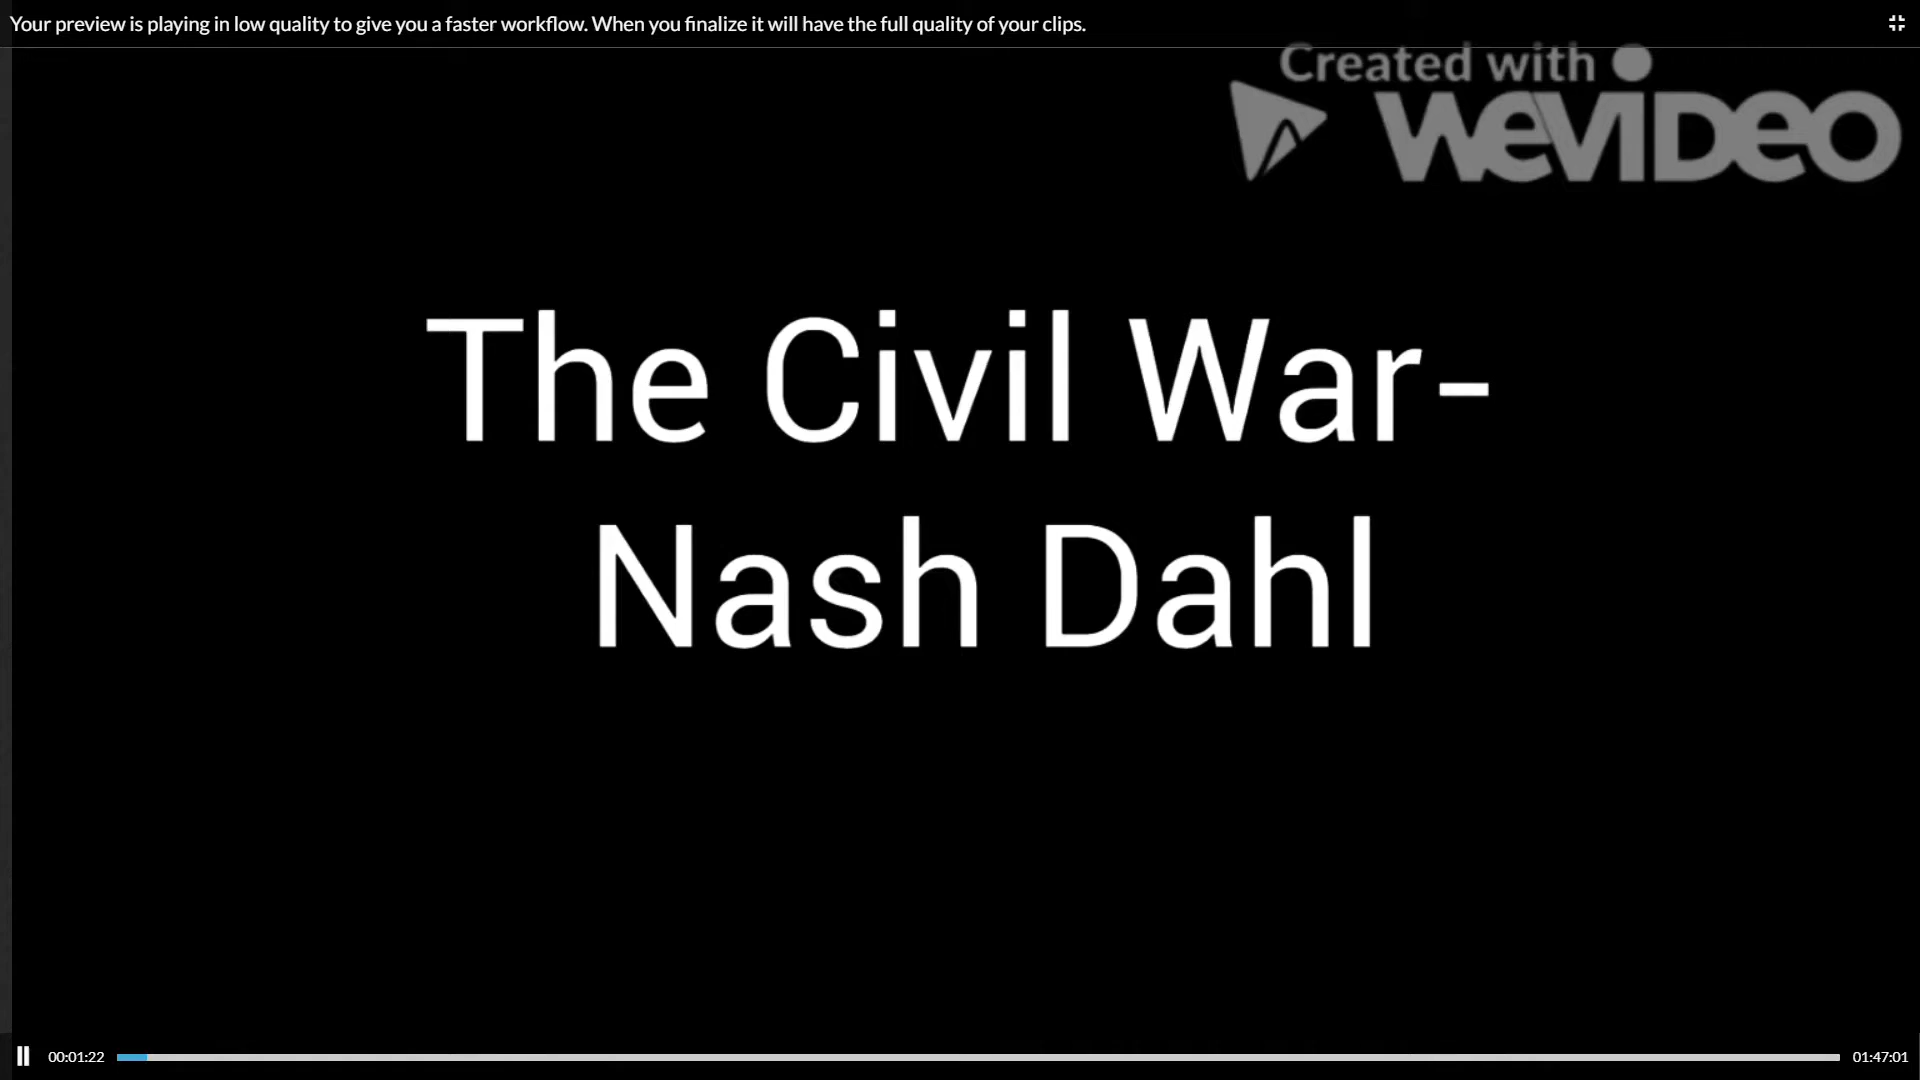 Your preview is playing in low quality to give you a faster workflow. When you finalize it will have the full quality of your clips.
Created with
WEVIDEO
The Civil War-
Nash Dahl
00:01:22
01:47:01